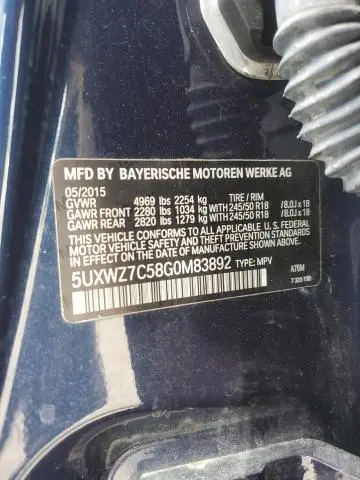 MFD BY BAYERISCHE MOTOREN WERKE AG
05/2015
GVWR 4969 lbs 2254 kg TIRE / RIM
GAWR FRONT 2280 lbs 1034 kg WITH 245/50 R18 /8.0J x 18
GAWR REAR 2820 lbs 1279 kg WITH 245/50 R18 /8.0J x 18
THIS VEHICLE CONFORMS TO ALL APPLICABLE U.S. FEDERAL
MOTOR VEHICLE SAFETY, BUMPER, AND THEFT PREVENTION
STANDARDS IN EFFECT ON THE DATE OF MANUFACTURE SHOWN ABOVE.
5UXWZ7C58G0M83892 TYPE: MPV
A76M